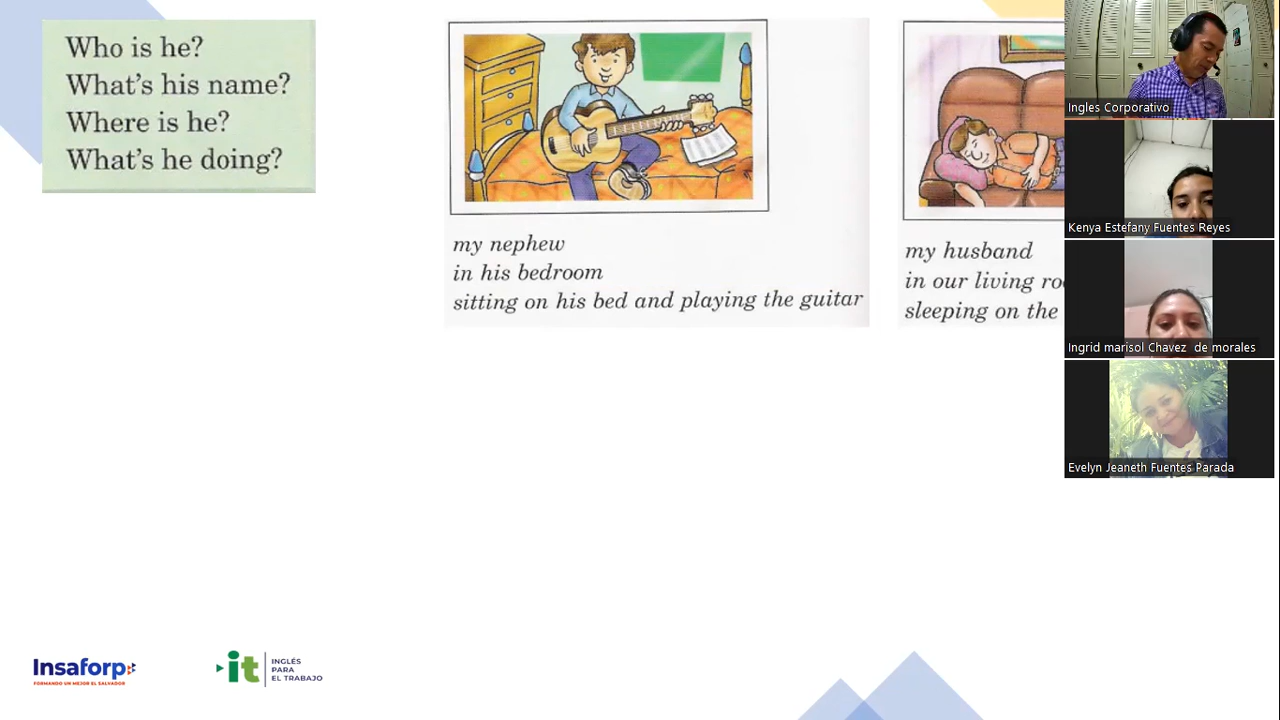 Who is he?
What's his name?
Where is he?
What's he doing?
my nephew
in his bedroom
sitting on his bed and playing the guitar
my husband
in our living
sleeping on the
Ingles Corporativo
Kenya Estefany Fuentes Reyes
Ingrid marisol Chavez de morales
Evelyn Jeaneth Fuentes Parada
Insaforp
FORMANDO UN MEJOR EL SALVADOR
it
INGLÉS
PARA
EL TRABAJO